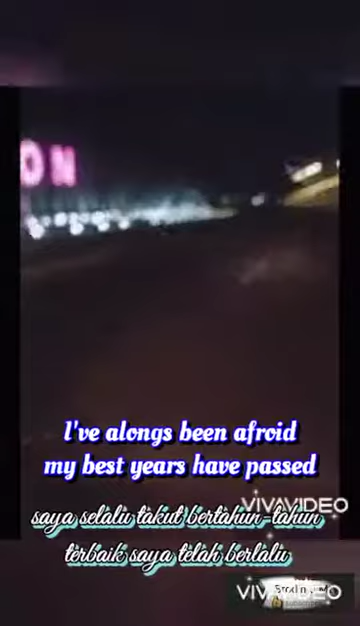 ON
I've alongs been afroid
my best years have passed
VIVAVIDEO
saya selalu takut bertahun-tahun
terbaik saya telah berlalu
VIVAVIDEO